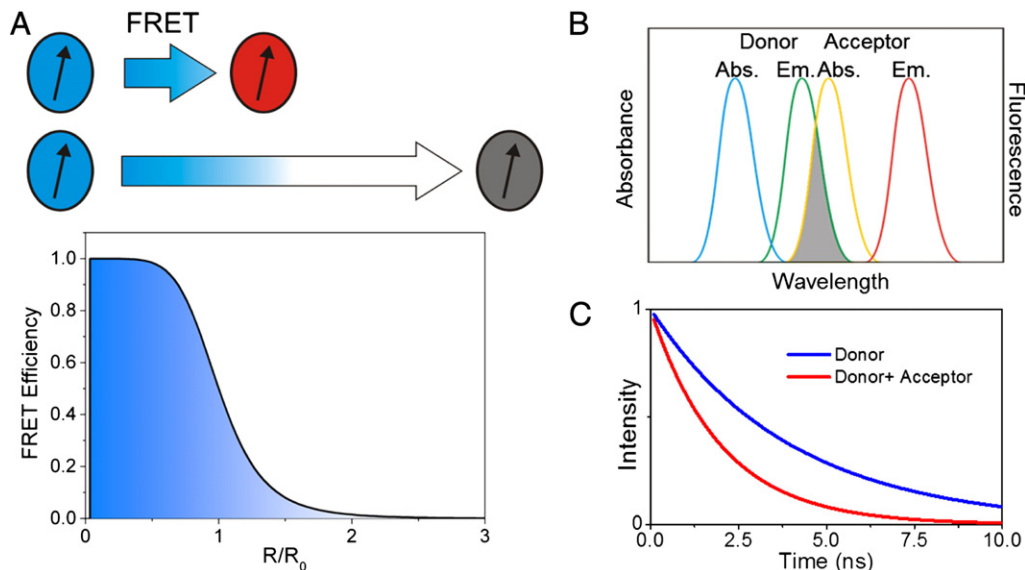 A
FRET
1.0
0.8
0.6
0.4
0.2
0.0
FRET Efficiency
0
1
2
3
R/R₀
B
Donor Acceptor
Abs. Em. Abs. Em.
Absorbance
Fluorescence
Wavelength
C
1
0
Intensity
Donor
Donor+ Acceptor
0.0 2.5 5.0 7.5 10.0
Time (ns)